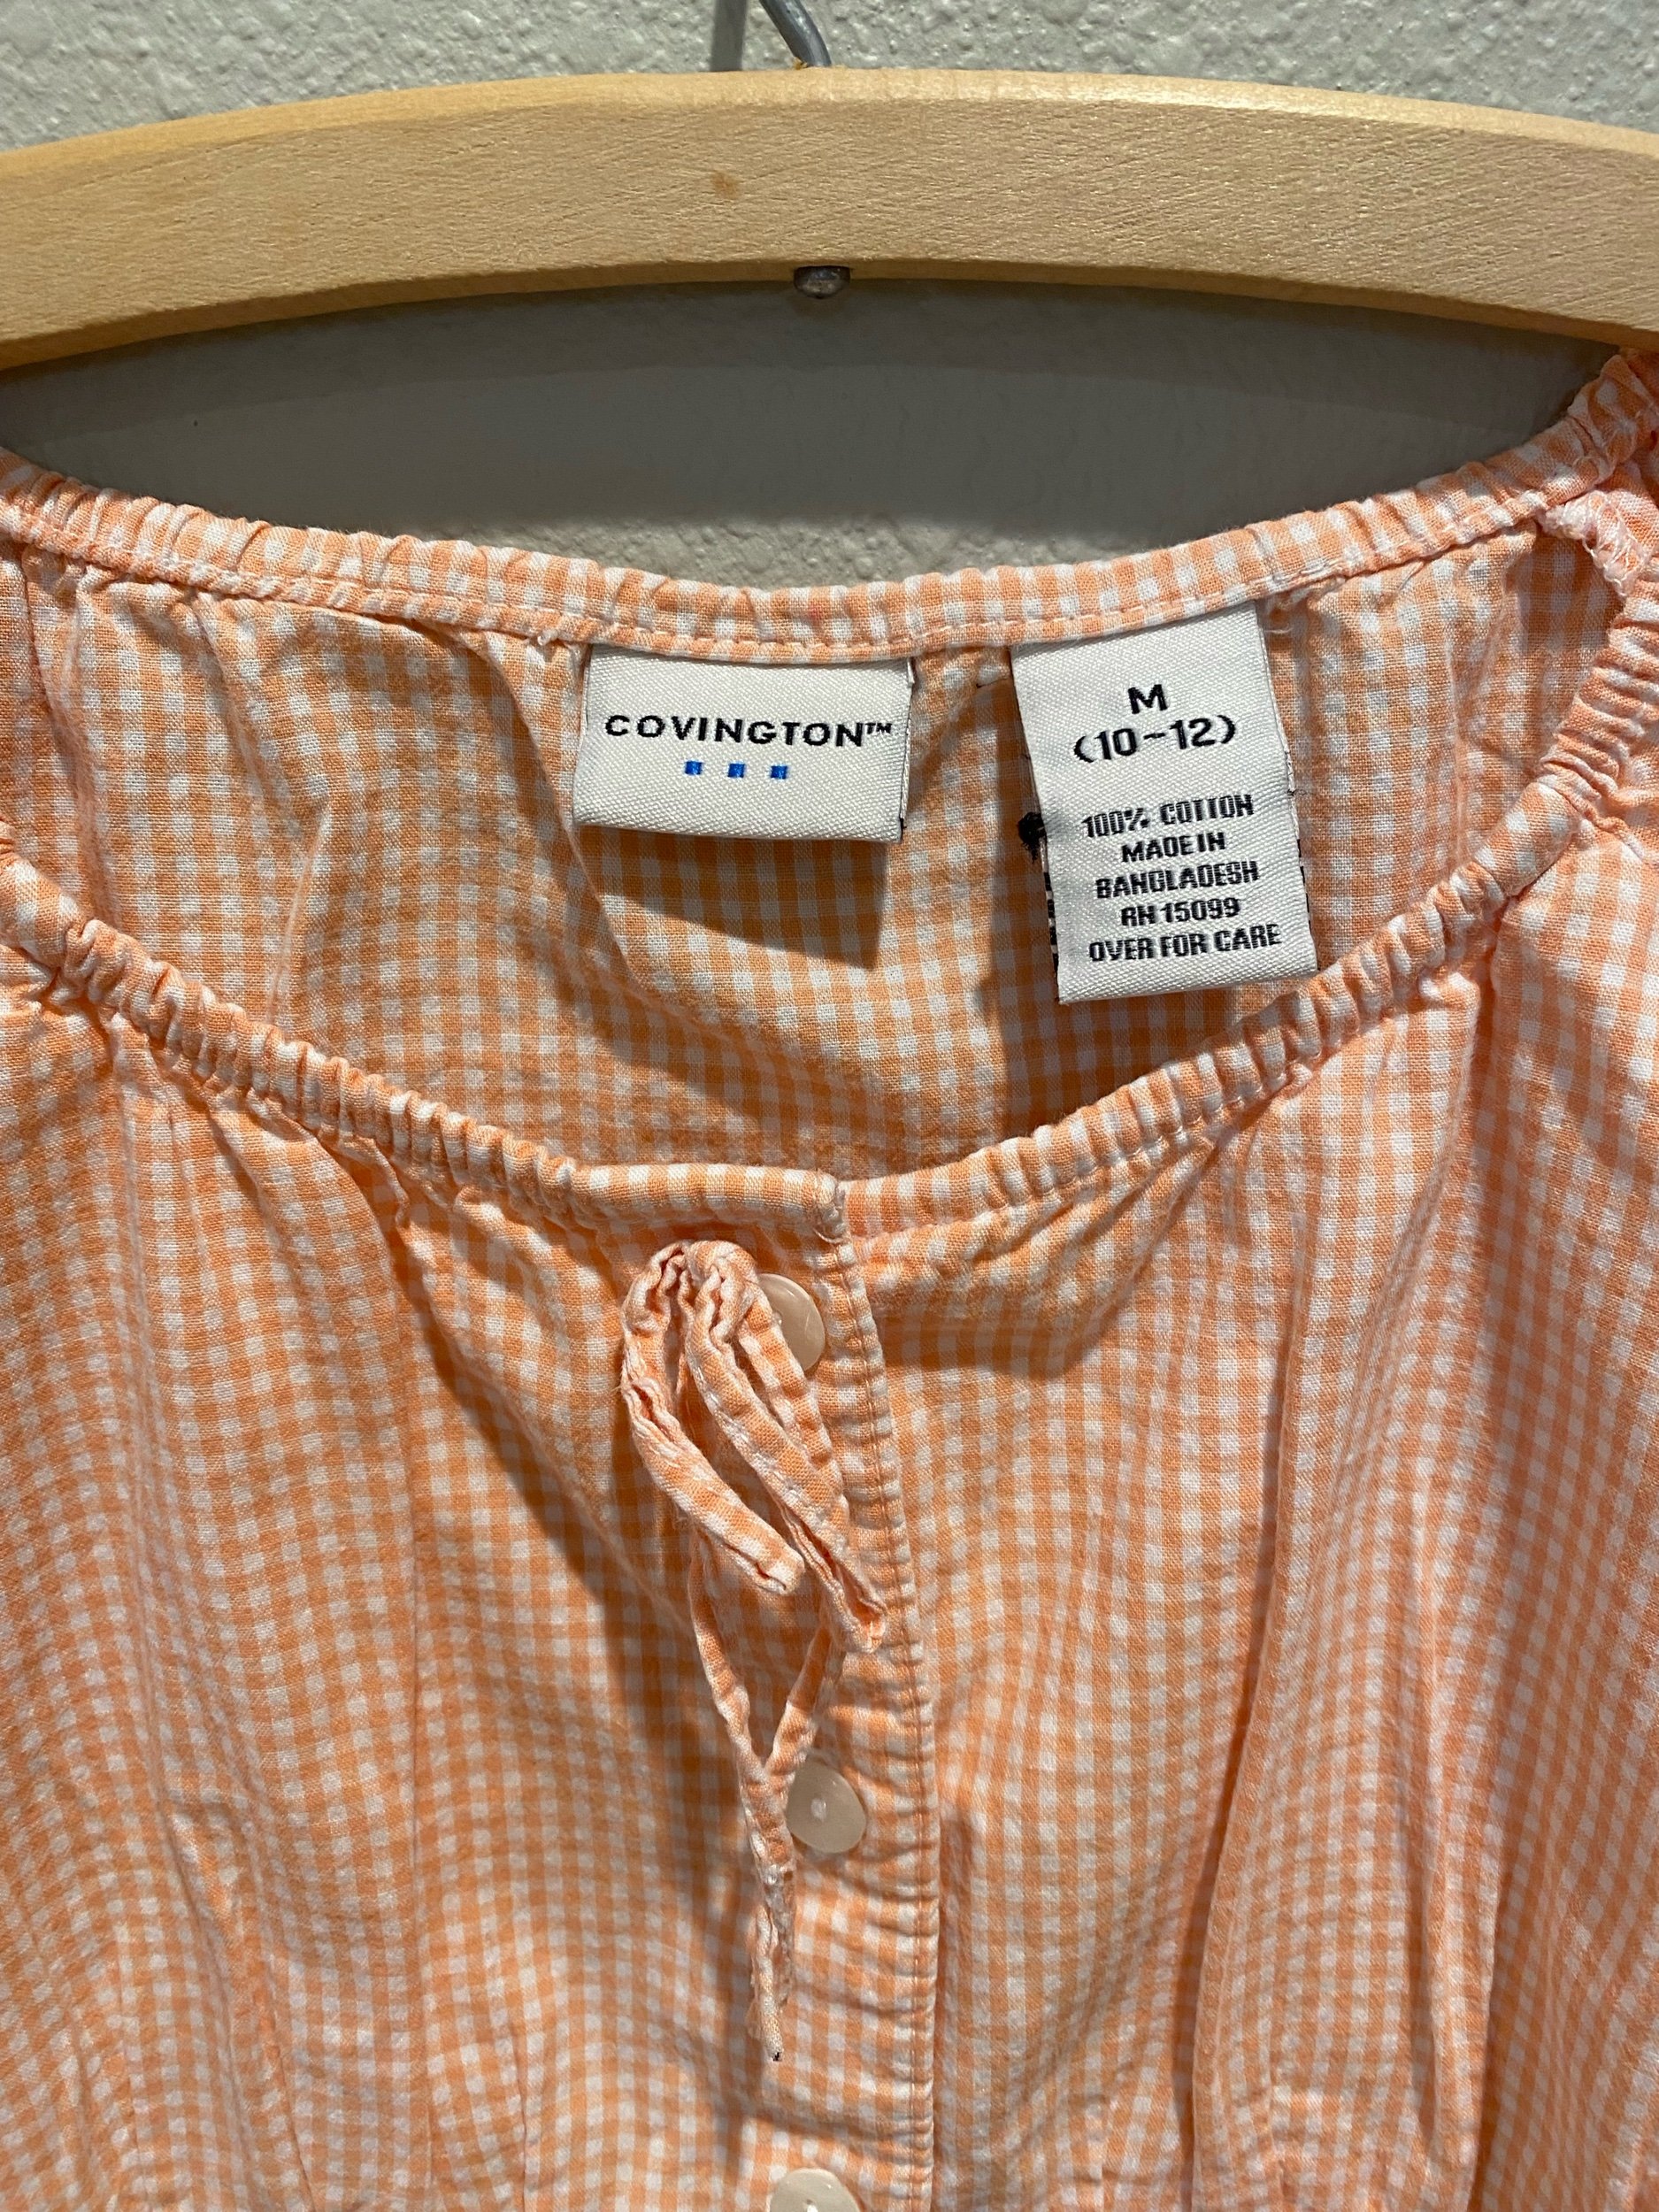 COVINGTON™
M
(10-12)
100% COTTON
MADE IN
BANGLADESH
RN 15099
OVER FOR CARE